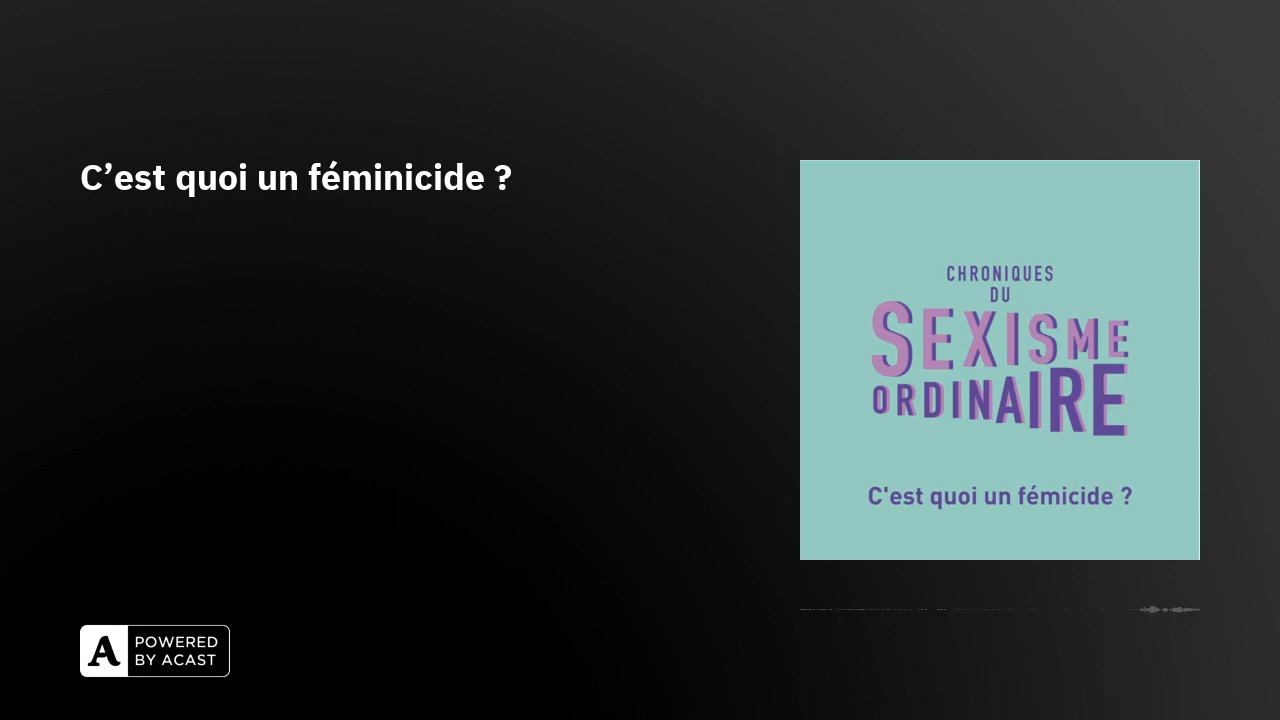 C’est quoi un féminicide ?
CHRONIQUES
DU
SEXISME
ORDINAIRE
C'est quoi un fémicide ?
A POWERED
BY ACAST